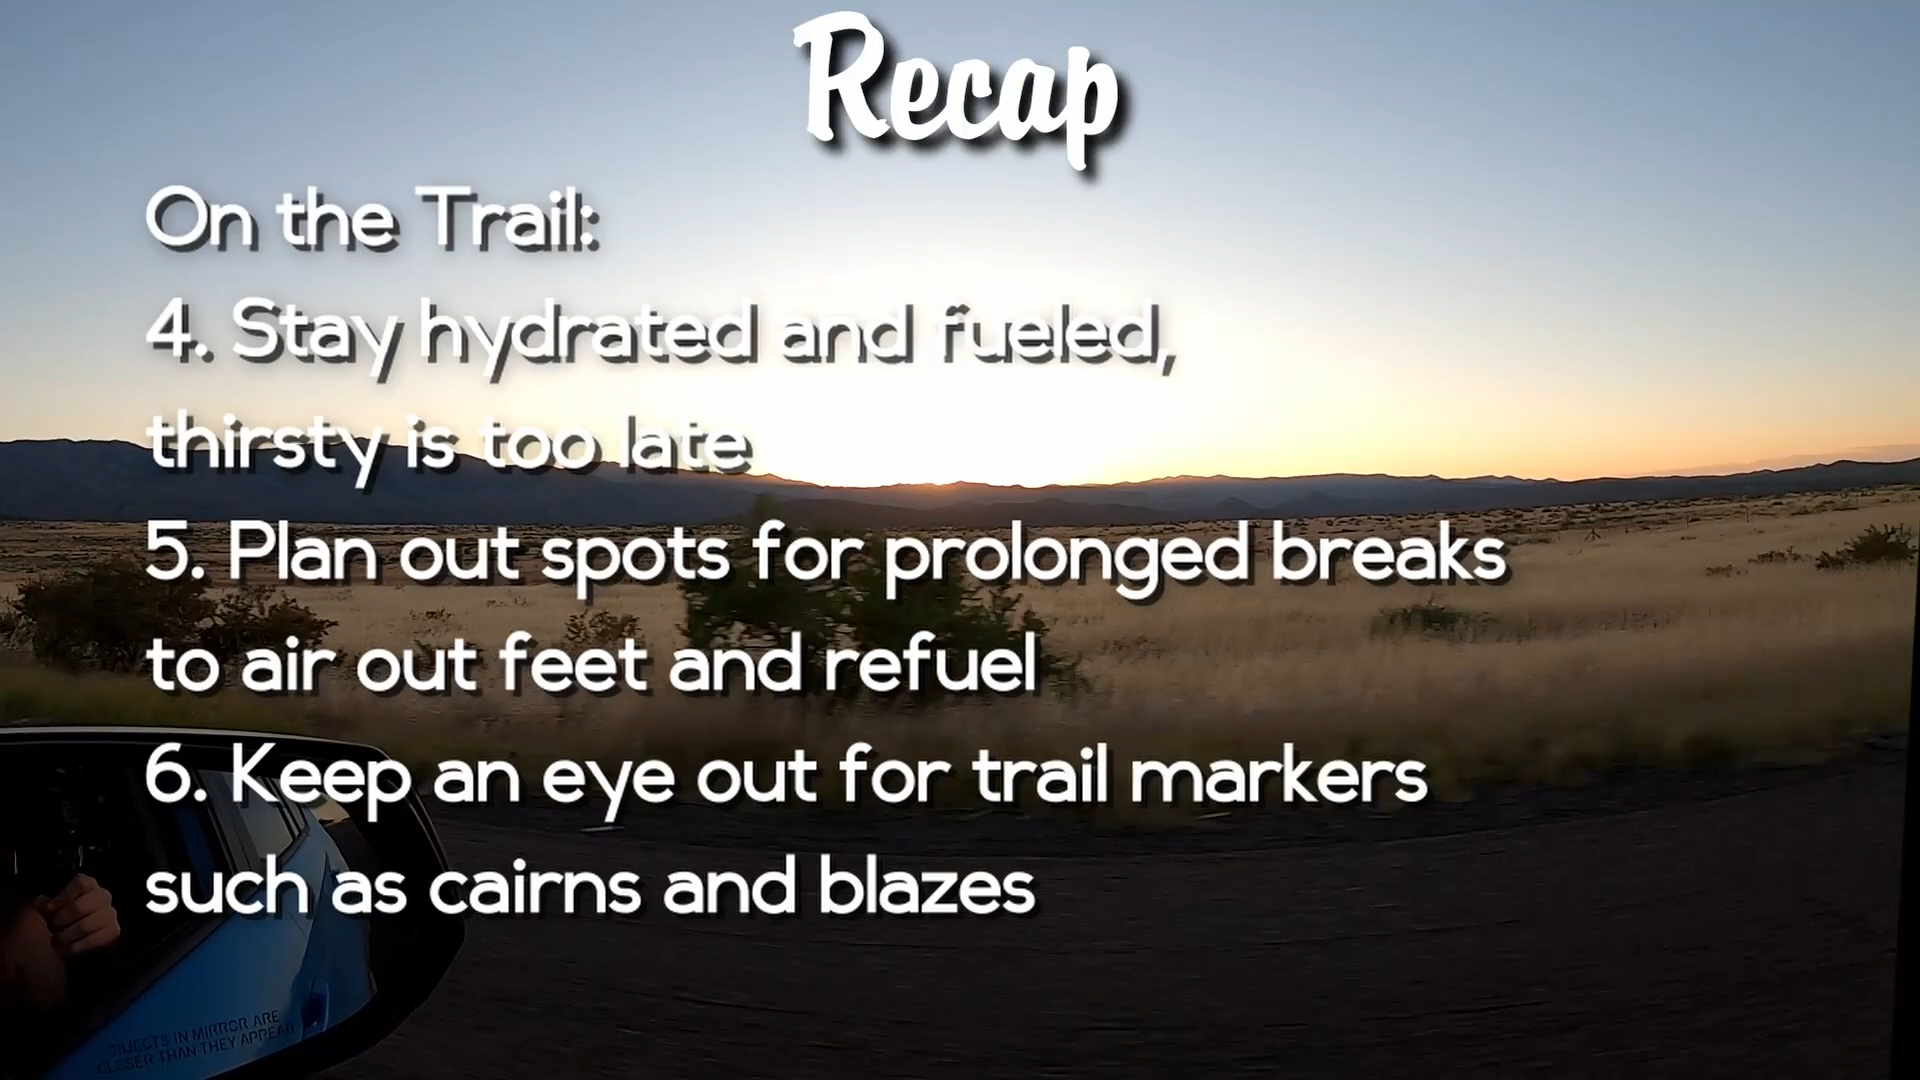 Recap
On the Trail:
4. Stay hydrated and fueled,
thirsty is too late
5. Plan out spots for prolonged breaks
to air out feet and refuel
6. Keep an eye out for trail markers
such as cairns and blazes
OBJECTS IN MIRROR ARE
CLOSER THAN THEY APPEAR